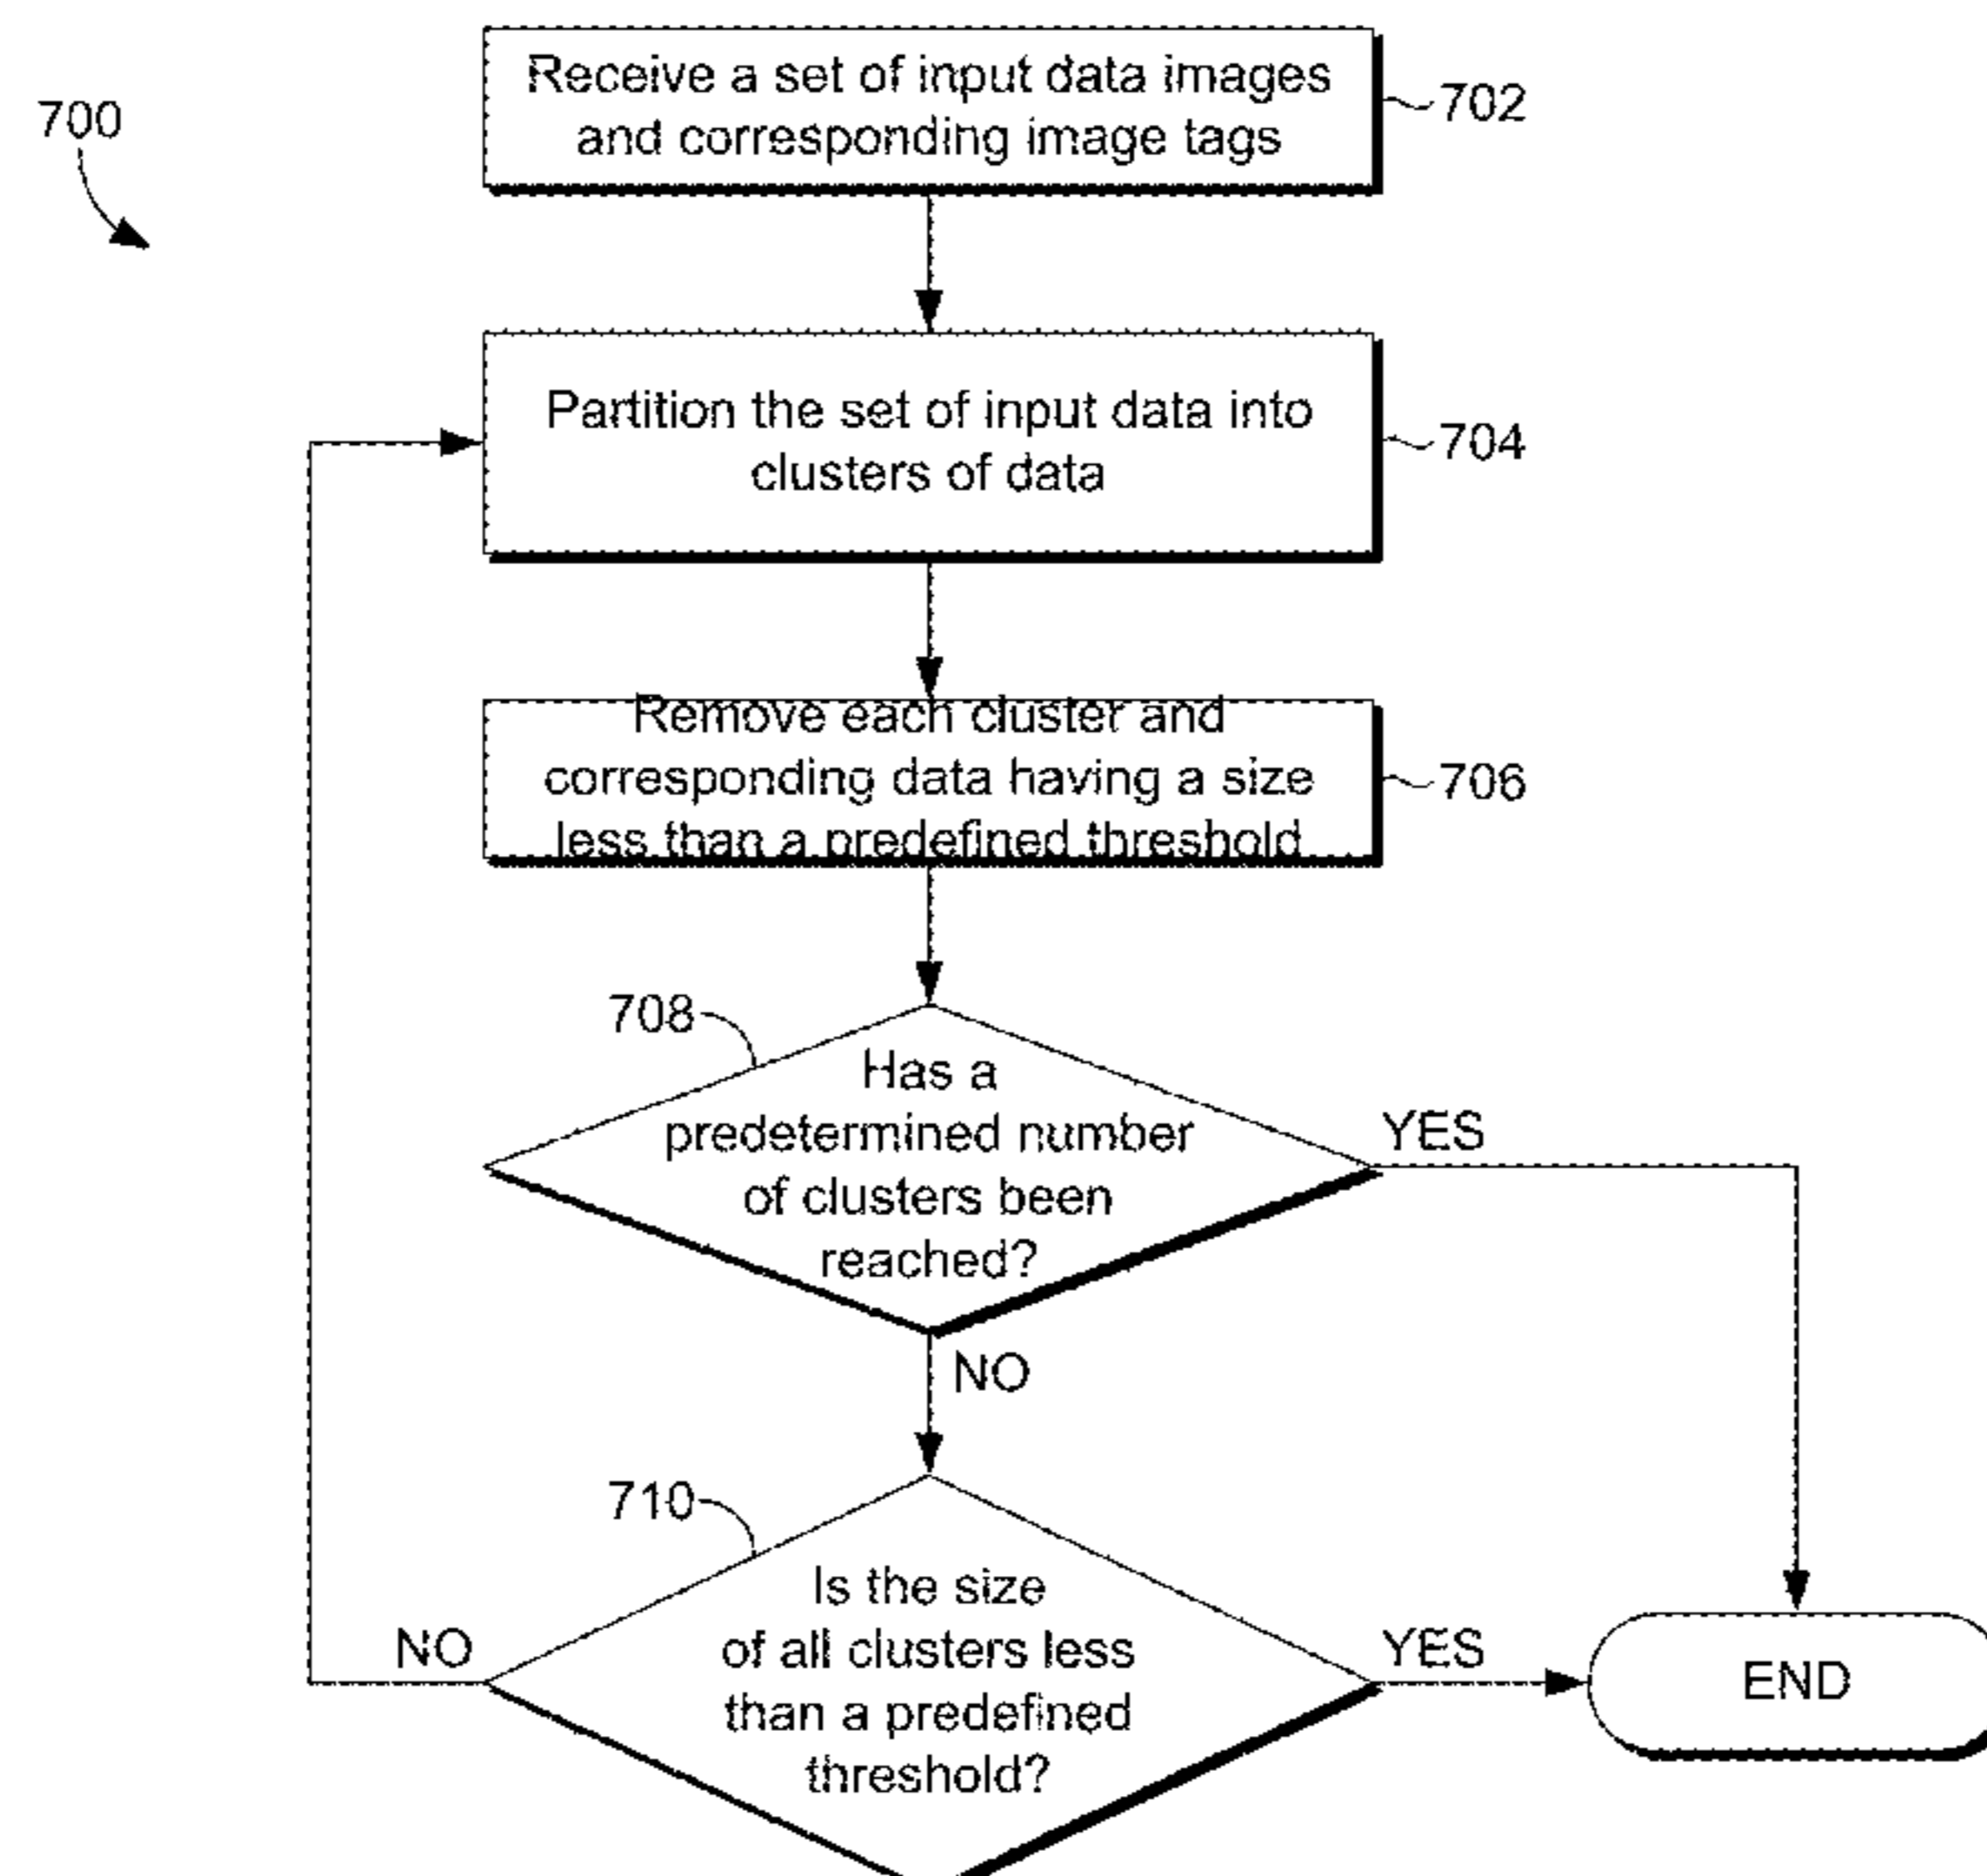 700
Receive a set of input data images
and corresponding image tags
702
Partition the set of input data into
clusters of data
704
Remove each cluster and
corresponding data having a size
less than a predefined threshold
706
708
Has a
predetermined number
of clusters been
reached?
YES
NO
710
Is the size
of all clusters less
than a predefined
threshold?
NO
YES
END